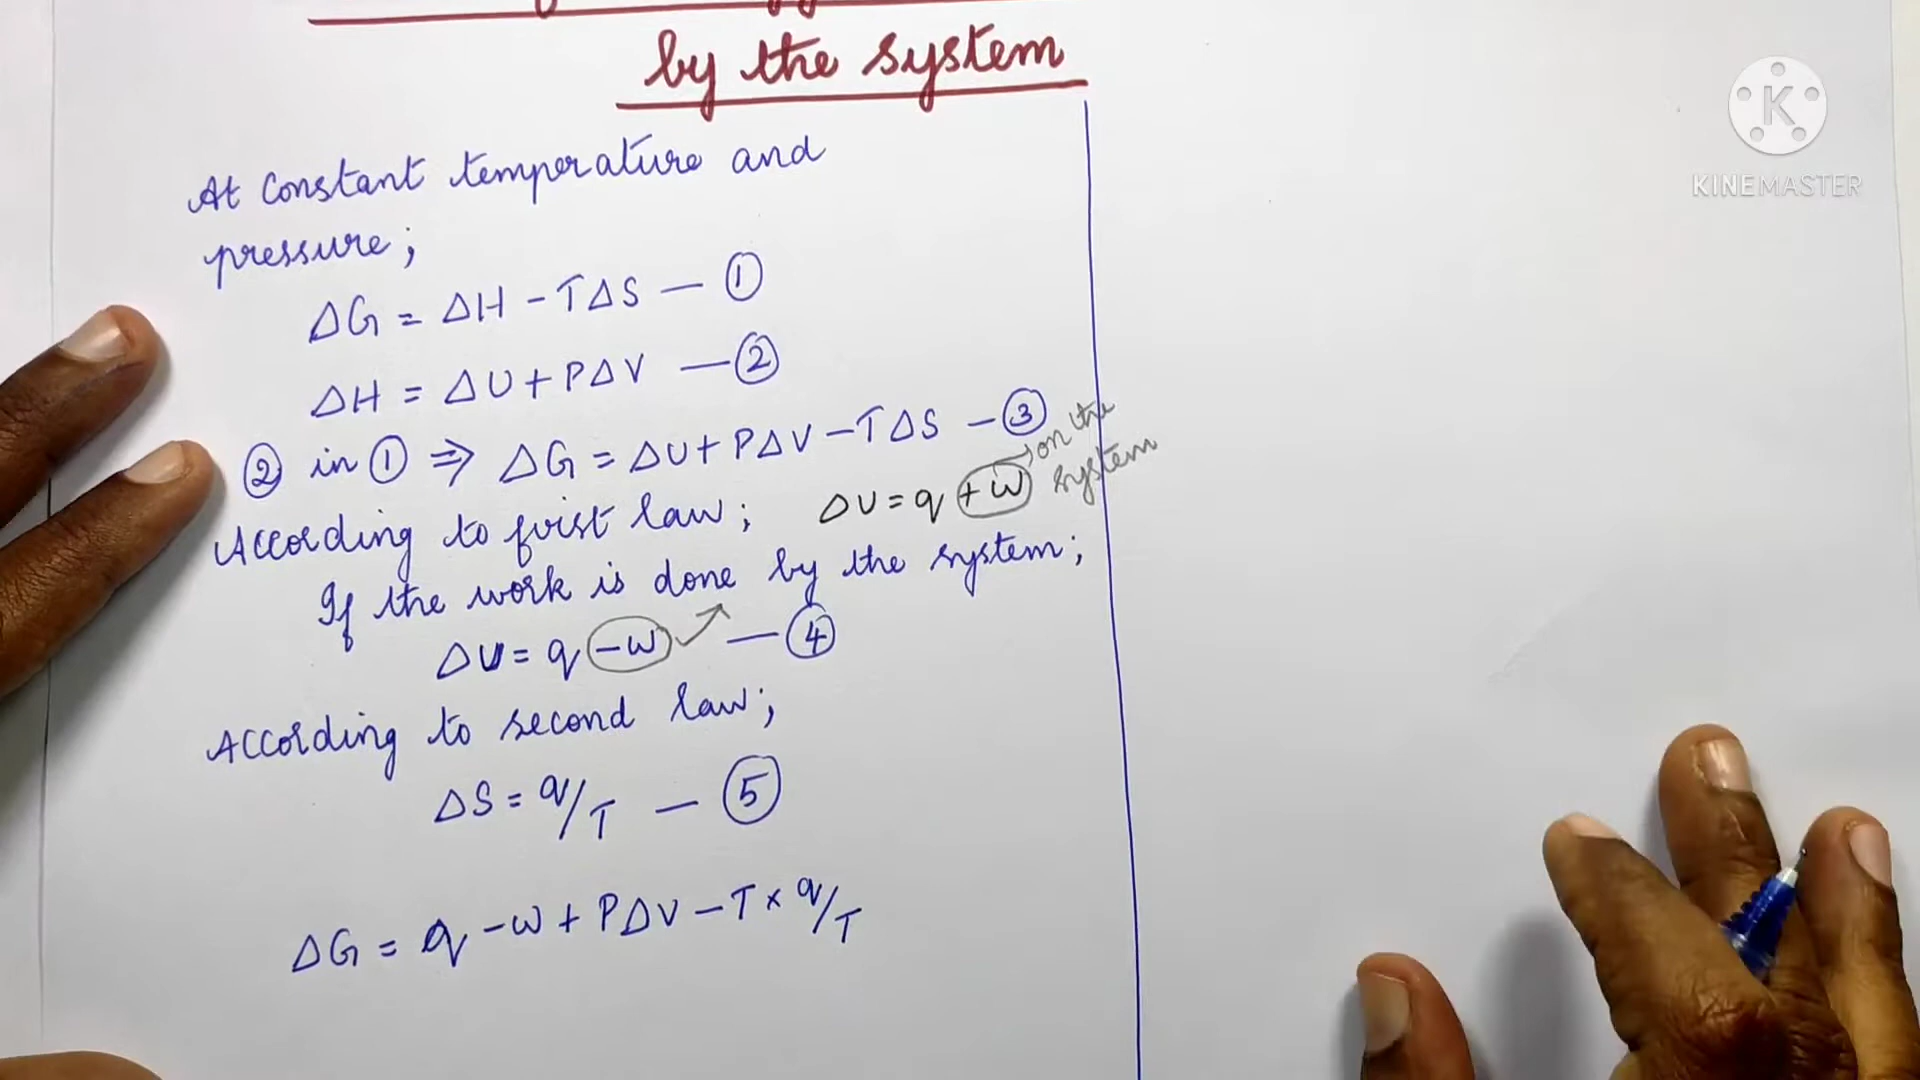 by the system
KINEMASTER
At Constant temperature and
pressure;
ΔG = ΔH - TΔS — ①
ΔH = ΔU + PΔV — ②
② in ① ⇒ ΔG = ΔU + PΔV - TΔS — ③
on the
system
According to first law; ΔU = q + W
If the work is done by the system;
ΔU = q - W — ④
According to second law;
ΔS = q/T — ⑤
ΔG = q - W + PΔV - T × q/T